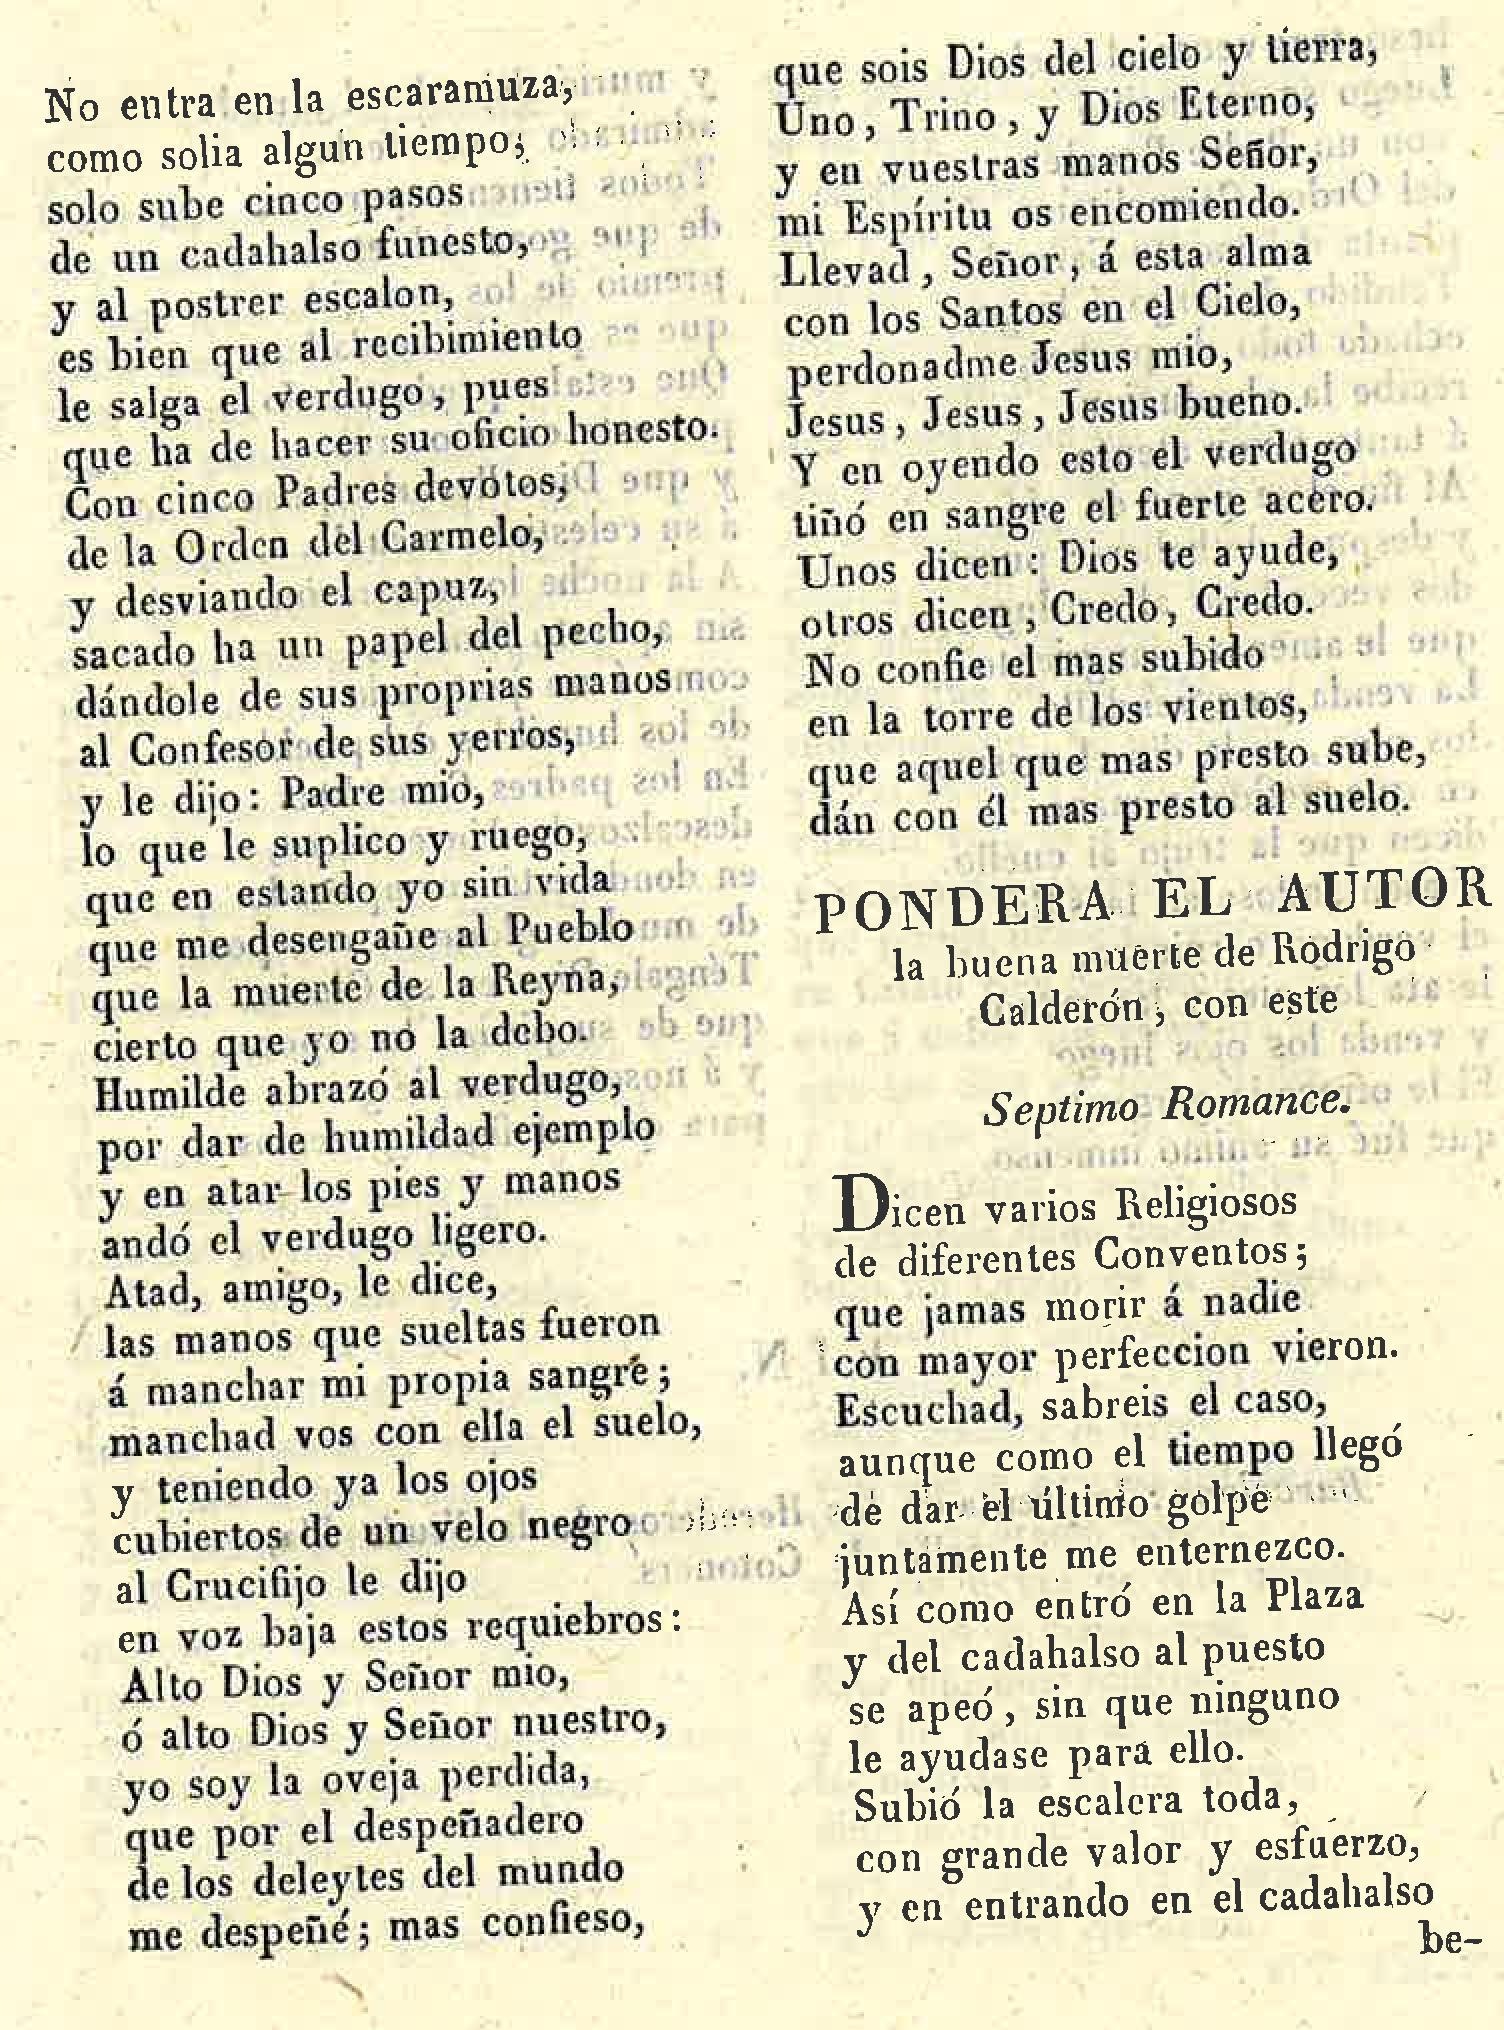 No entra en la escaramuza,
como solia algun tiempo;
solo sube cinco pasos
de un cadahalso funesto,
y al postrer escalon,
es bien que al recibimiento
le salga el verdugo, pues
que ha de hacer su oficio honesto.
Con cinco Padres devotos,
de la Orden del Carmelo,
y desviando el capuz,
sacado ha un papel del pecho,
dándole de sus proprias manos
al Confesor de sus yerros,
y le dijo: Padre mio,
lo que le suplico y ruego,
que en estando yo sin vida
que me desengañe al Pueblo
que la muerte de la Reyna,
cierto que yo no la debo.
Humilde abrazó al verdugo,
por dar de humildad ejemplo
y en atar los pies y manos
andó el verdugo ligero.
Atad, amigo, le dice,
las manos que sueltas fueron
á manchar mi propia sangre;
manchad vos con ella el suelo,
y teniendo ya los ojos
cubiertos de un velo negro
al Crucifijo le dijo
en voz baja estos requiebros:
Alto Dios y Señor mio,
ó alto Dios y Señor nuestro,
yo soy la oveja perdida,
que por el despeñadero
de los deleytes del mundo
me despeñé; mas confieso,
que sois Dios del cielo y tierra,
Uno, Trino, y Dios Eterno,
y en vuestras manos Señor,
mi Espíritu os encomiendo.
Llevad, Señor, á esta alma
con los Santos en el Cielo,
perdonadme Jesus mio,
Jesus, Jesus, Jesus bueno.
Y en oyendo esto el verdugo
tiñó en sangre el fuerte acero.
Unos dicen: Dios te ayude,
otros dicen, Credo, Credo.
No confie el mas subido
en la torre de los vientos,
que aquel que mas presto sube,
dán con él mas presto al suelo.
PONDERA EL AUTOR
la buena muerte de Rodrigo
Calderón, con este
Septimo Romance.
Dicen varios Religiosos
de diferentes Conventos;
que jamas morir á nadie
con mayor perfeccion vieron.
Escuchad, sabreis el caso,
aunque como el tiempo llegó
de dar el último golpe
juntamente me enternezco.
Así como entró en la Plaza
y del cadahalso al puesto
se apeó, sin que ninguno
le ayudase para ello.
Subió la escalera toda,
con grande valor y esfuerzo,
y en entrando en el cadahalso
be-